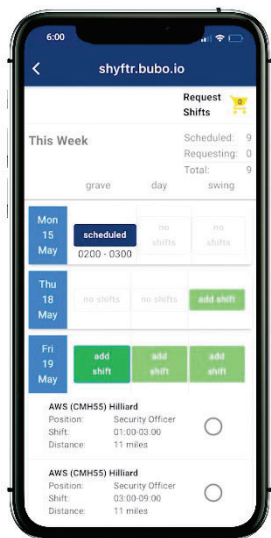 6:00
shyftr.bubo.io
Request
Shifts
0
This Week
Scheduled: 9
Requesting: 0
Total: 9
grave day swing
Mon
15
May
scheduled
0200 - 0300
no
shifts
no
shifts
Thu
18
May
no shifts
no shifts
add shift
Fri
19
May
add
shift
add
shift
add
shift
AWS (CMH55) Hilliard
Position: Security Officer
Shift: 01:00-03:00
Distance: 11 miles
AWS (CMH55) Hilliard
Position: Security Officer
Shift: 03:00-09:00
Distance: 11 miles